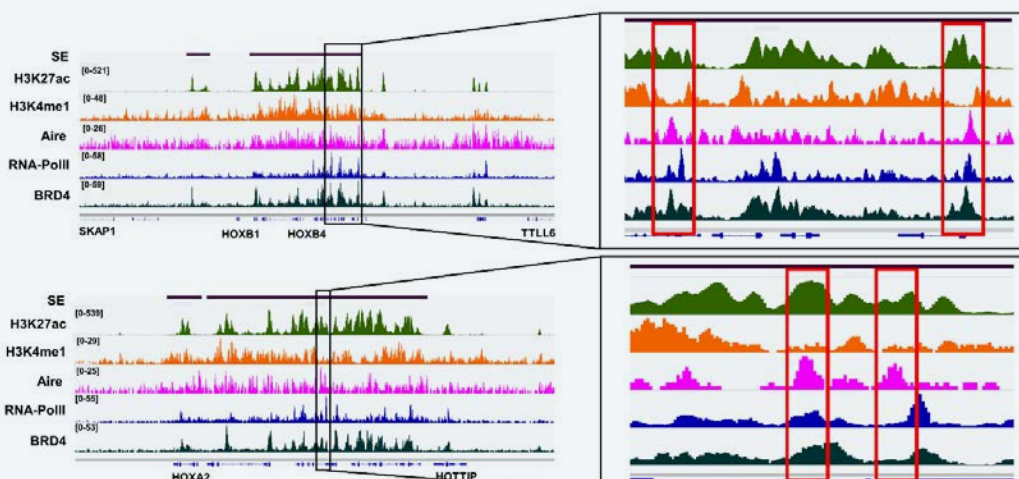 SE
H3K27ac [0-521]
H3K4me1 [0-48]
Aire [0-26]
RNA-PolII [0-58]
BRD4 [0-59]
SKAP1 HOXB1 HOXB4 TTLL6
SE
H3K27ac [0-539]
H3K4me1 [0-29]
Aire [0-25]
RNA-PolII [0-55]
BRD4 [0-53]
HOXA2 HOTTIP